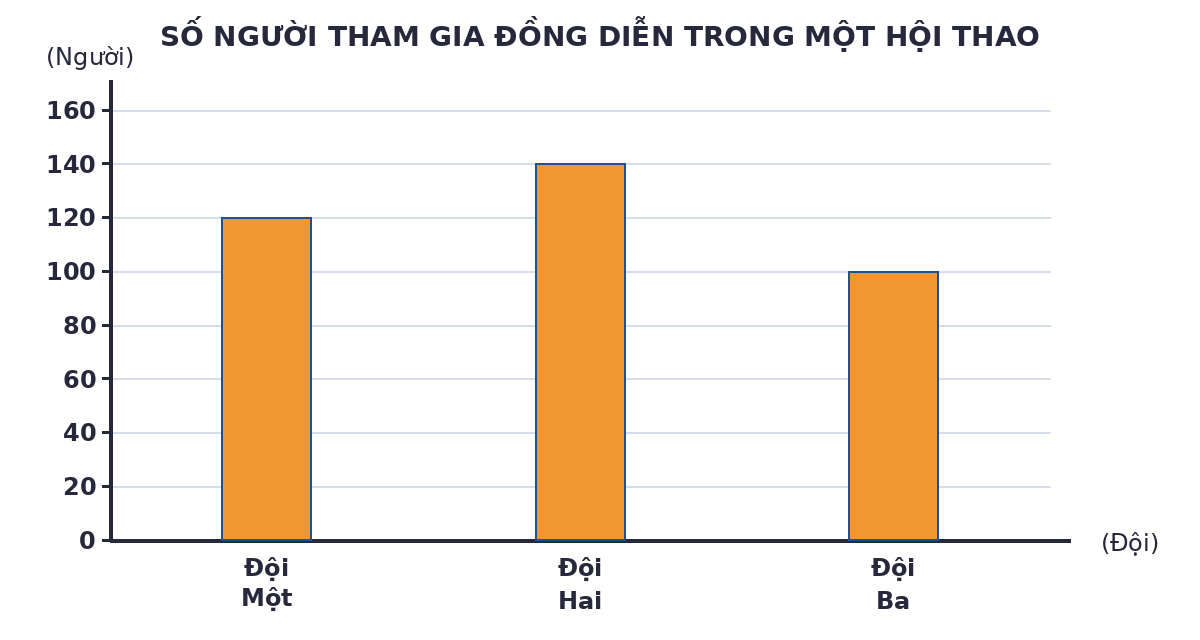 SỐ NGƯỜI THAM GIA ĐỒNG DIỄN TRONG MỘT HỘI THAO
(Người)
160
140
120
100
80
60
40
20
0
(Đội)
Đội
Một
Đội
Hai
Đội
Ba